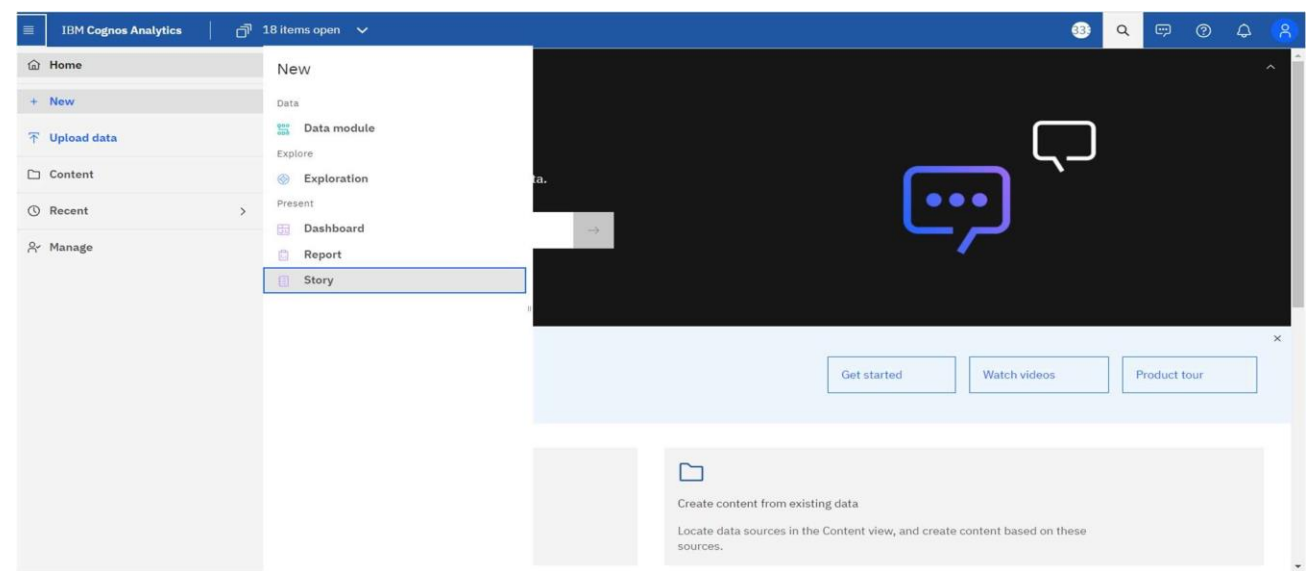 IBM Cognos Analytics
18 items open
Home
New
Upload data
Content
Recent
Manage
New
Data
Data module
Explore
Exploration
Present
Dashboard
Report
Story
ta.
Get started
Watch videos
Product tour
Create content from existing data
Locate data sources in the Content view, and create content based on these
sources.